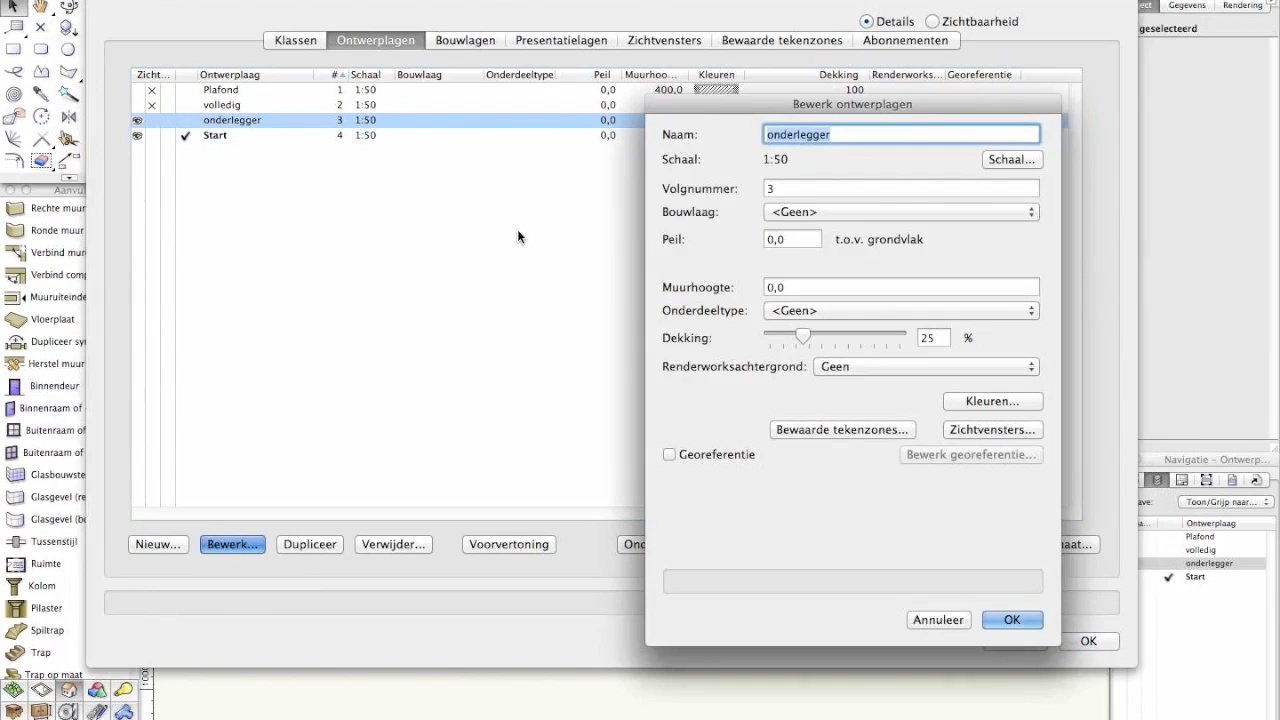 Details Zichtbaarheid
Klassen Ontwerplagen Bouwlagen Presentatielagen Zichtvensters Bewaarde tekenzones Abonnementen
Zicht... Ontwerplaag # Schaal Bouwlaag Onderdeeltype Peil Muurhoo... Kleuren Dekking Renderworks... Georeferentie
Plafond 1 1:50 0,0 400,0 100
volledig 2 1:50 0,0
onderlegger 3 1:50 0,0
Start 4 1:50 0,0
Bewerk ontwerplagen
Naam: onderlegger
Schaal: 1:50 Schaal...
Volgnummer: 3
Bouwlaag: <Geen>
Peil: 0,0 t.o.v. grondvlak
Muurhoogte: 0,0
Onderdeeltype: <Geen>
Dekking: 25 %
Renderworksachtergrond: Geen
Kleuren...
Bewaarde tekenzones... Zichtvensters...
Georeferentie Bewerk georeferentie...
Annuleer OK
Nieuw... Bewerk... Dupliceer Verwijder... Voorvertoning Ond aat...
OK
Aanvul
Rechte muur
Ronde muur
Verbind mur
Verbind comp
Muuruiteinde
Vloerplaat
Dupliceer sy
Herstel muur
Binnendeur
Binnenraam of
Buitenraam of
Buitenraam of
Glasbouwste
Glasgevel (re
Glasgevel (bo
Tussenstijl
Ruimte
Kolom
Pilaster
Spiltrap
Trap
Trap op maat
ct Gegevens Rendering
geselecteerd
Navigatie – Ontwerp...
ave: Toon/Grijp naar...
a... Ontwerplaag
Plafond
volledig
onderlegger
Start